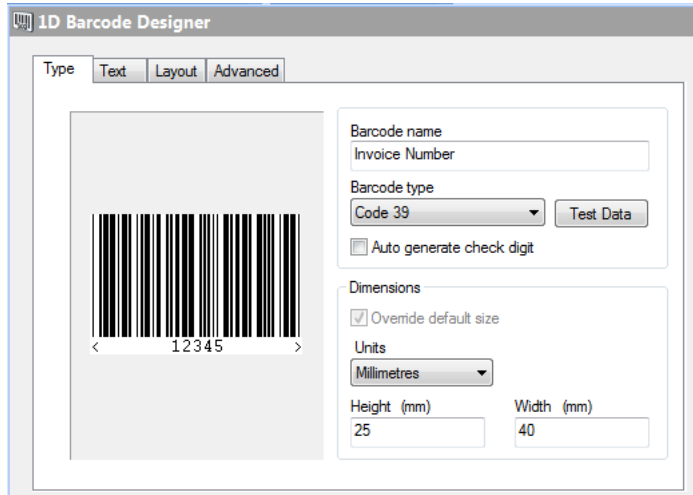 1D Barcode Designer
Type Text Layout Advanced
Barcode name
Invoice Number
Barcode type
Code 39 Test Data
Auto generate check digit
Dimensions
Override default size
Units
Millimetres
Height (mm) Width (mm)
25 40
< 12345 >